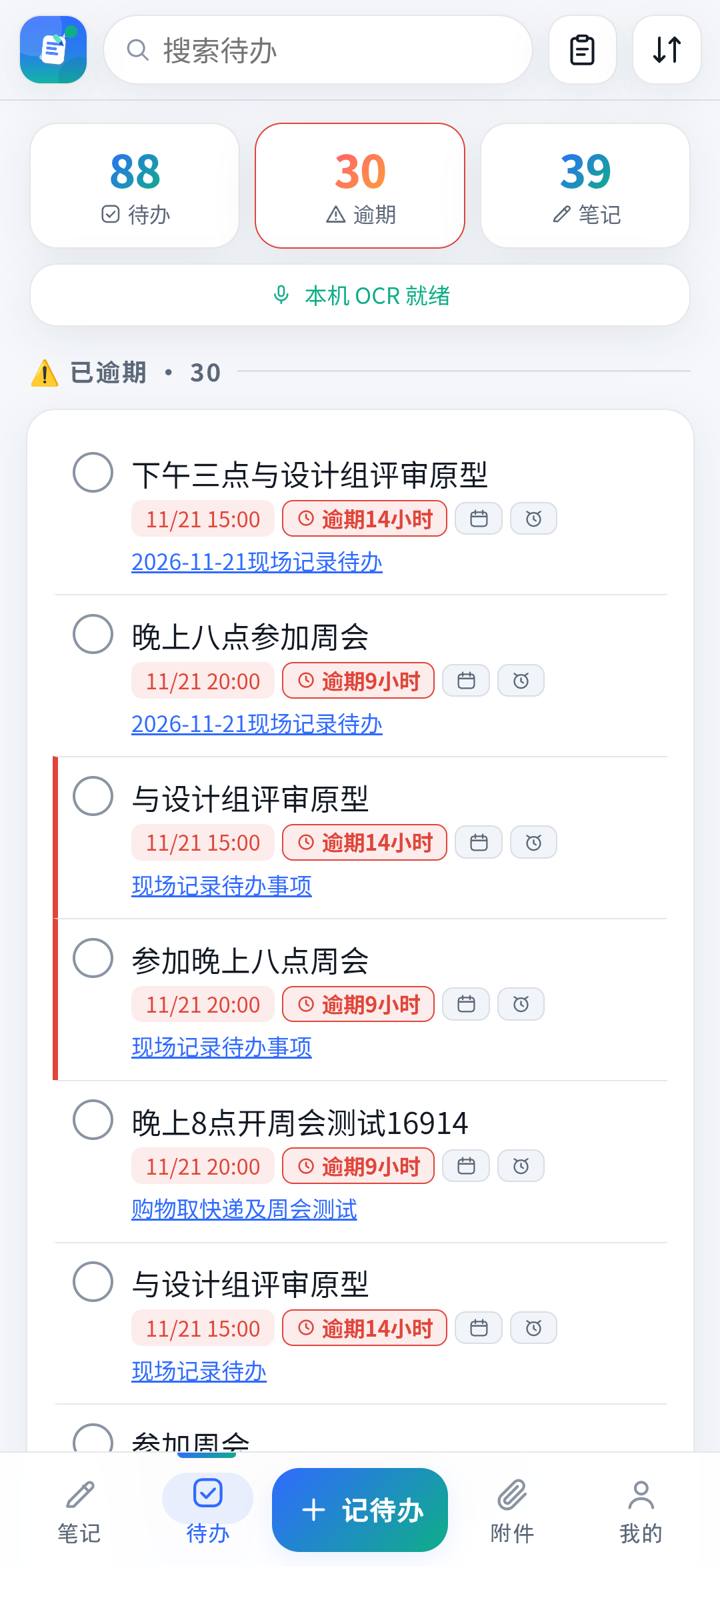 搜索待办
88
待办
30
逾期
39
笔记
本机 OCR 就绪
已逾期 • 30
下午三点与设计组评审原型
11/21 15:00 逾期14小时
2026-11-21现场记录待办
晚上八点参加周会
11/21 20:00 逾期9小时
2026-11-21现场记录待办
与设计组评审原型
11/21 15:00 逾期14小时
现场记录待办事项
参加晚上八点周会
11/21 20:00 逾期9小时
现场记录待办事项
晚上8点开周会测试16914
11/21 20:00 逾期9小时
购物取快递及周会测试
与设计组评审原型
11/21 15:00 逾期14小时
现场记录待办
参加周会
笔记
待办
记待办
附件
我的